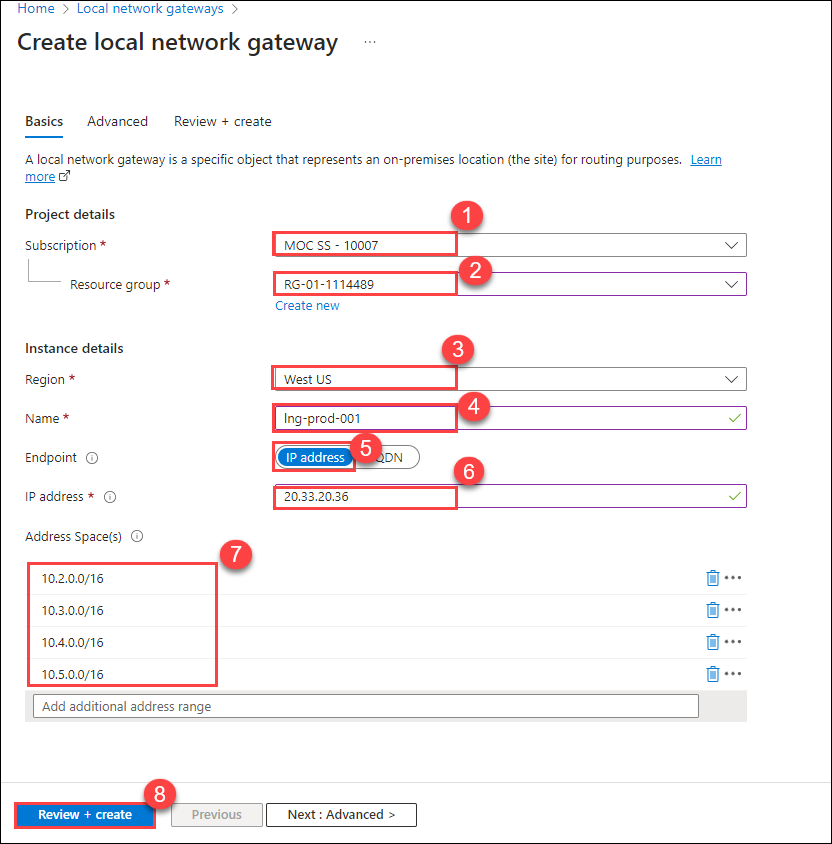 Home > Local network gateways >
Create local network gateway ...
Basics Advanced Review + create
A local network gateway is a specific object that represents an on-premises location (the site) for routing purposes. Learn
more
Project details
1
Subscription * MOC SS - 10007
2
Resource group * RG-01-1114489
Create new
Instance details
3
Region * West US
4
Name * lng-prod-001
5
Endpoint IP address QDN
6
IP address * 20.33.20.36
Address Space(s)
7
10.2.0.0/16
10.3.0.0/16
10.4.0.0/16
10.5.0.0/16
Add additional address range
8
Review + create Previous Next : Advanced >